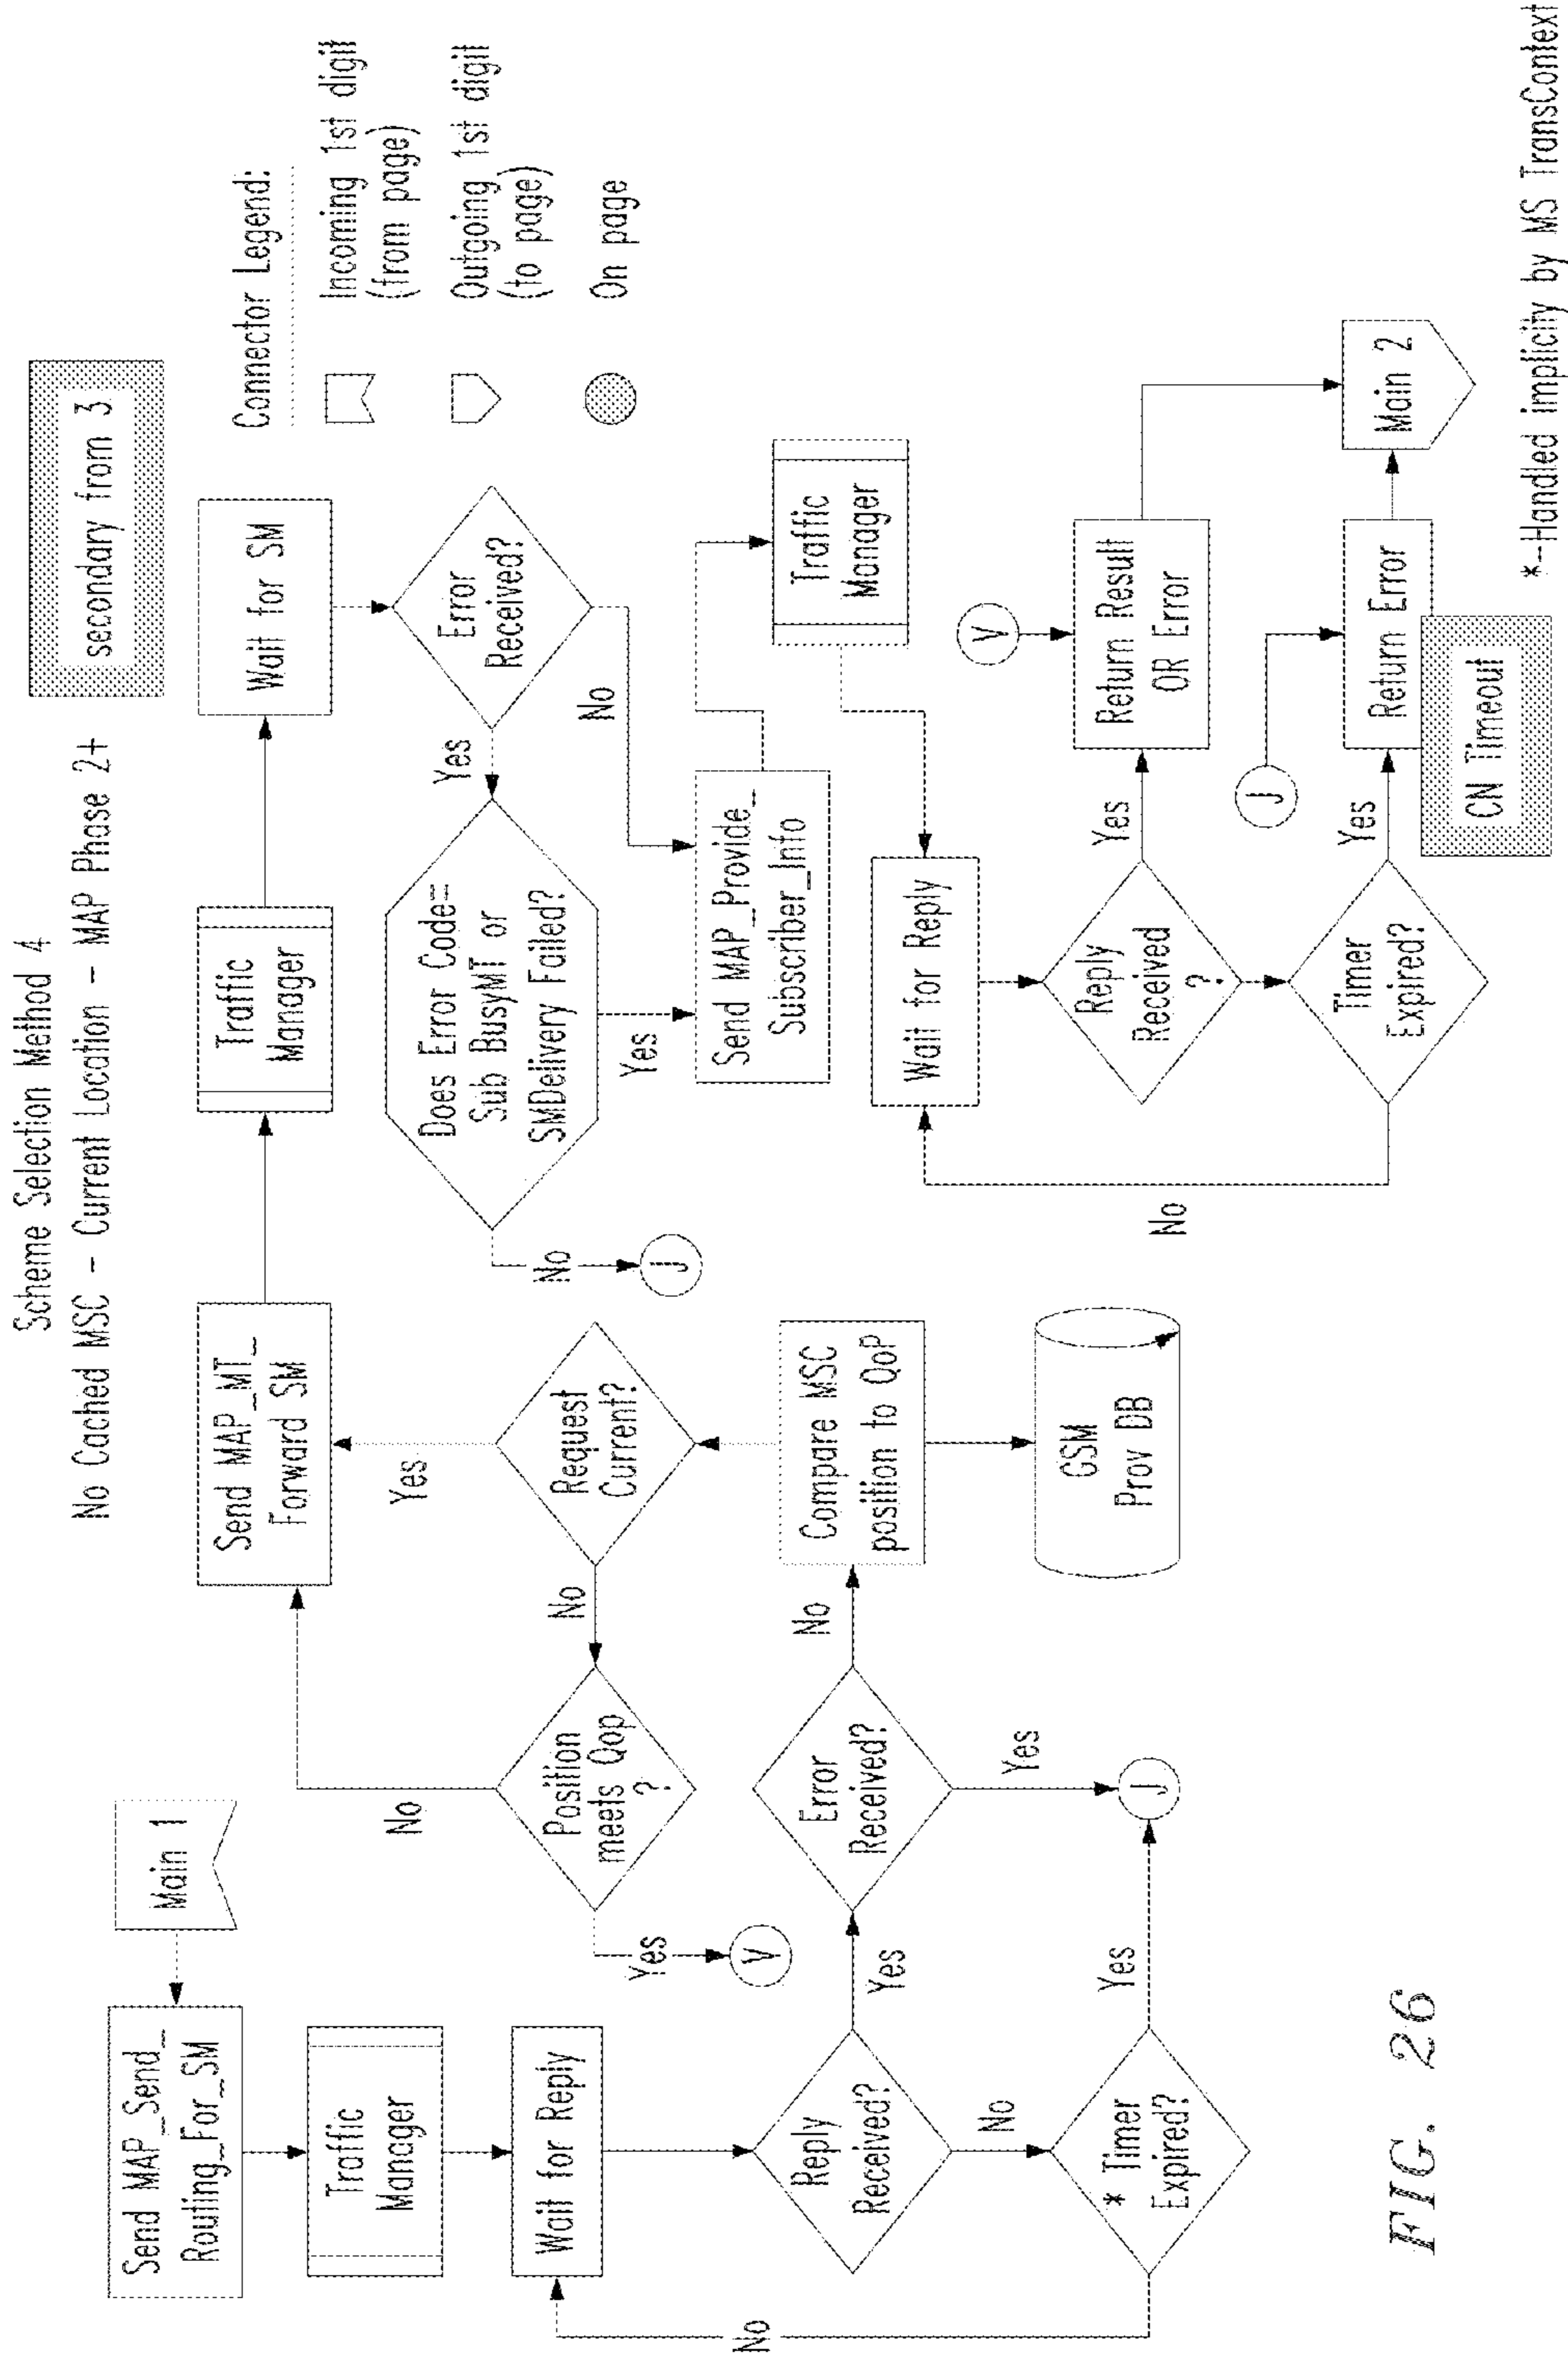 Scheme Selection Method 4
No Cached MSC - Current Location - MAP Phase 2+
secondary from 3
Main 1
Send MAP_Send_
Routing_For_SM
Traffic
Manager
Wait for Reply
Reply
Received?
Yes
No
* Timer
Expired?
Yes
No
Error
Received?
Yes
No
J
Compare MSC
position to QoP
GSM
Prov DB
Request
Current?
Yes
No
Position
meets Qop
?
Yes
No
V
Send MAP_MT_
Forward SM
Traffic
Manager
Wait for SM
Error
Received?
Yes
No
Does Error Code==
Sub BusyMT or
SMDelivery Failed?
No
Yes
J
Send MAP_Provide_
Subscriber_Info
Traffic
Manager
Wait for Reply
Reply
Received
?
Yes
Timer
Expired?
Yes
No
V
Return Result
OR Error
J
Return Error
CN Timeout
Main 2
Connector Legend:
Incoming 1st digit
(from page)
Outgoing 1st digit
(to page)
On page
*-Handled implicity by MS TransContext
FIG. 26